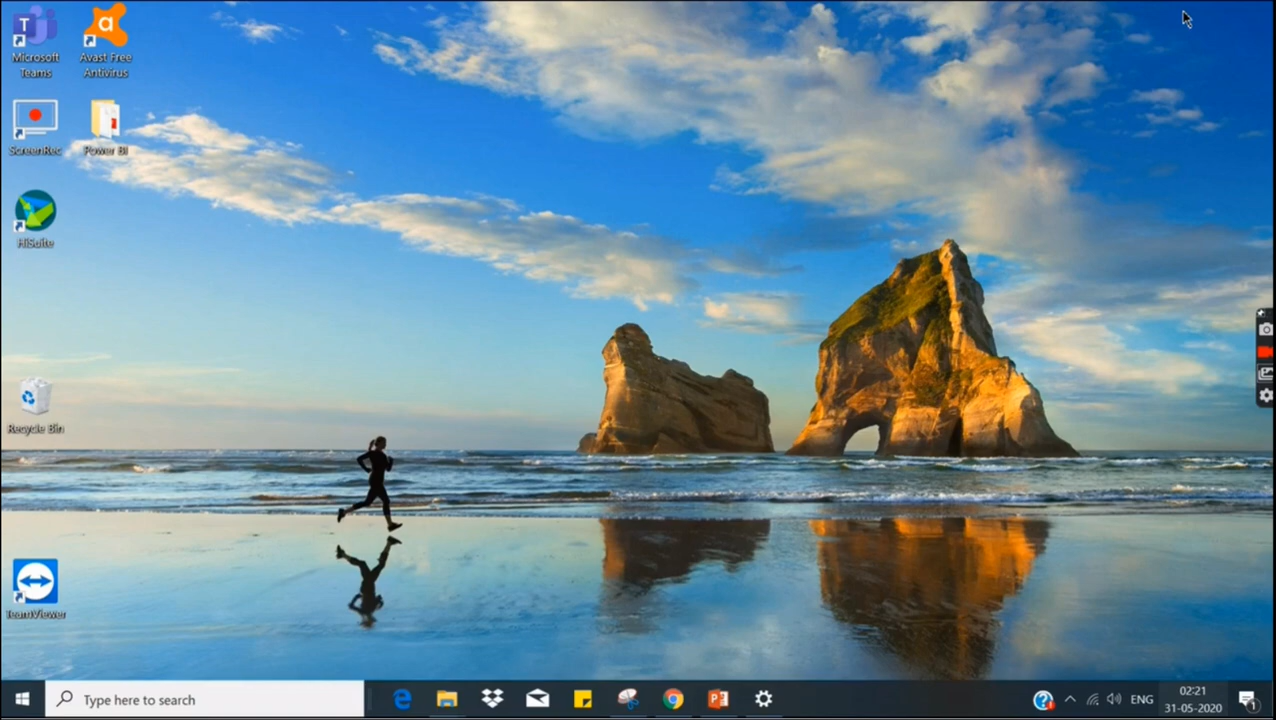 Microsoft
Teams
Avast Free
Antivirus
ScreenRec
Power BI
HiSuite
Recycle Bin
TeamViewer
Type here to search
ENG
02:21
31-05-2020
1